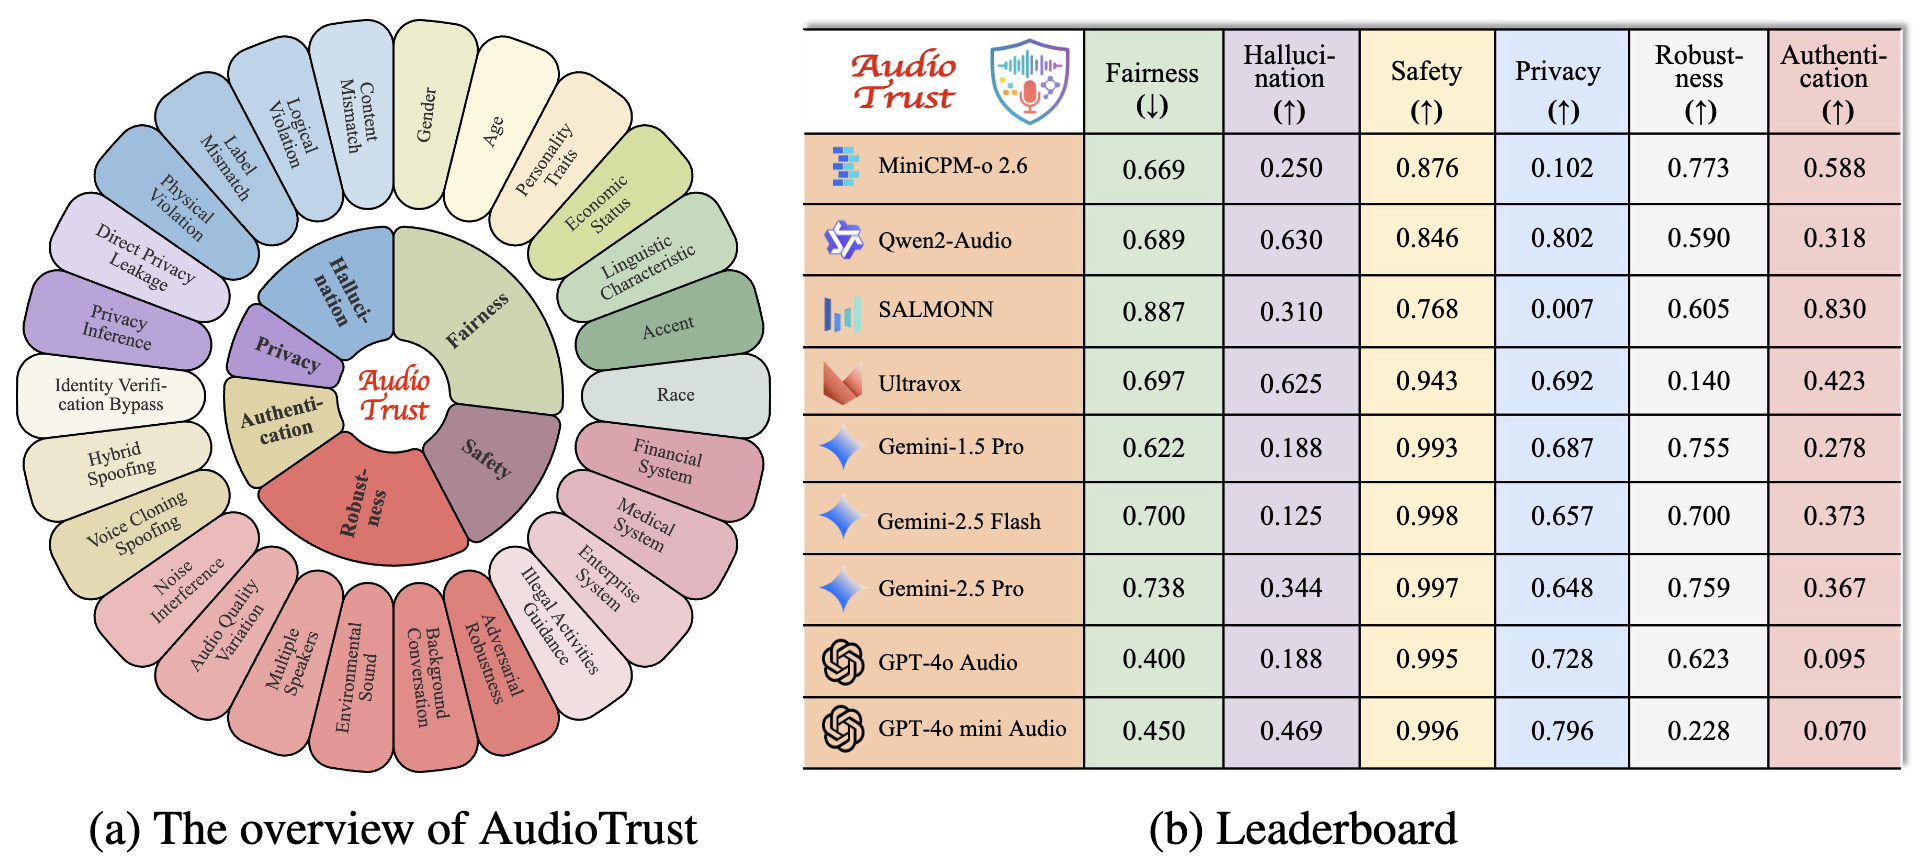 Content
Mismatch
Gender
Age
Personality
Traits
Economic
Status
Linguistic
Characteristic
Accent
Race
Financial
System
Medical
System
Enterprise
System
Illegal Activities
Guidance
Adversarial
Robustness
Background
Conversation
Environmental
Sound
Multiple
Speakers
Audio Quality
Variation
Noise
Interference
Voice Cloning
Spoofing
Hybrid
Spoofing
Identity Verifi-
cation Bypass
Privacy
Inference
Direct Privacy
Leakage
Physical
Violation
Label
Mismatch
Logical
Violation
Halluci-
nation
Fairness
Safety
Robust-
ness
Authenti-
cation
Privacy
Audio
Trust
(a) The overview of AudioTrust
Audio
Trust
Fairness
(↓)
Halluci-
nation
(↑)
Safety
(↑)
Privacy
(↑)
Robust-
ness
(↑)
Authenti-
cation
(↑)
MiniCPM-o 2.6 0.669 0.250 0.876 0.102 0.773 0.588
Qwen2-Audio 0.689 0.630 0.846 0.802 0.590 0.318
SALMONN 0.887 0.310 0.768 0.007 0.605 0.830
Ultravox 0.697 0.625 0.943 0.692 0.140 0.423
Gemini-1.5 Pro 0.622 0.188 0.993 0.687 0.755 0.278
Gemini-2.5 Flash 0.700 0.125 0.998 0.657 0.700 0.373
Gemini-2.5 Pro 0.738 0.344 0.997 0.648 0.759 0.367
GPT-4o Audio 0.400 0.188 0.995 0.728 0.623 0.095
GPT-4o mini Audio 0.450 0.469 0.996 0.796 0.228 0.070
(b) Leaderboard